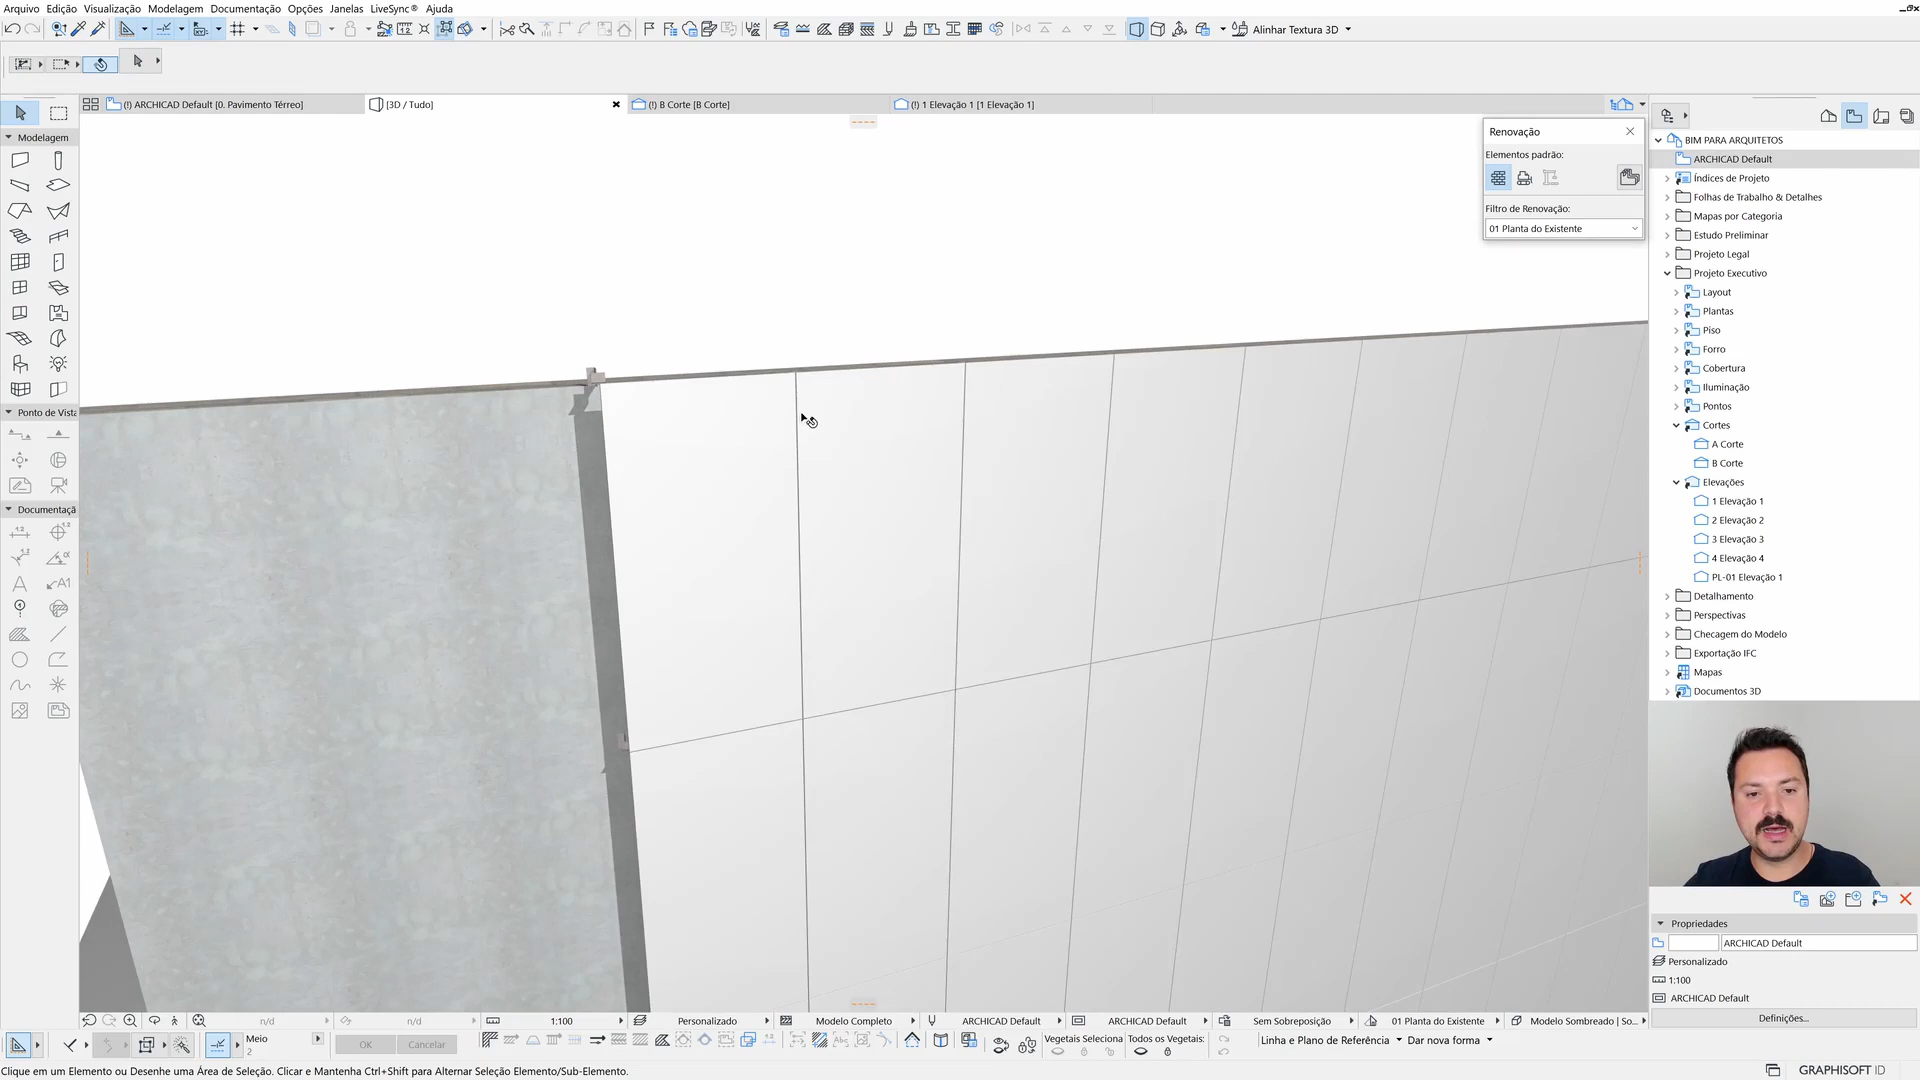 Arquivo Edição Visualização Modelagem Documentação Opções Janelas LiveSync® Ajuda
Alinhar Textura 3D
(!) ARCHICAD Default [0. Pavimento Térreo]
[3D / Tudo]
(!) B Corte [B Corte]
(!) 1 Elevação 1 [1 Elevação 1]
Modelagem
Ponto de Vista
Documentaçã
Renovação
Elementos padrão:
Filtro de Renovação:
01 Planta do Existente
BIM PARA ARQUITETOS
ARCHICAD Default
Índices de Projeto
Folhas de Trabalho & Detalhes
Mapas por Categoria
Estudo Preliminar
Projeto Legal
Projeto Executivo
Layout
Plantas
Piso
Forro
Cobertura
Iluminação
Pontos
Cortes
A Corte
B Corte
Elevações
1 Elevação 1
2 Elevação 2
3 Elevação 3
4 Elevação 4
PL-01 Elevação 1
Detalhamento
Perspectivas
Checagem do Modelo
Exportação IFC
Mapas
Documentos 3D
Propriedades
ARCHICAD Default
Personalizado
1:100
ARCHICAD Default
Definições...
n/d n/d 1:100 Personalizado Modelo Completo ARCHICAD Default ARCHICAD Default Sem Sobreposição 01 Planta do Existente Modelo Sombreado | So...
Meio
2
OK Cancelar
Vegetais Seleciona Todos os Vegetais:
Linha e Plano de Referência Dar nova forma
Clique em um Elemento ou Desenhe uma Área de Seleção. Clicar e Mantenha Ctrl+Shift para Alternar Seleção Elemento/Sub-Elemento.
GRAPHISOFT ID